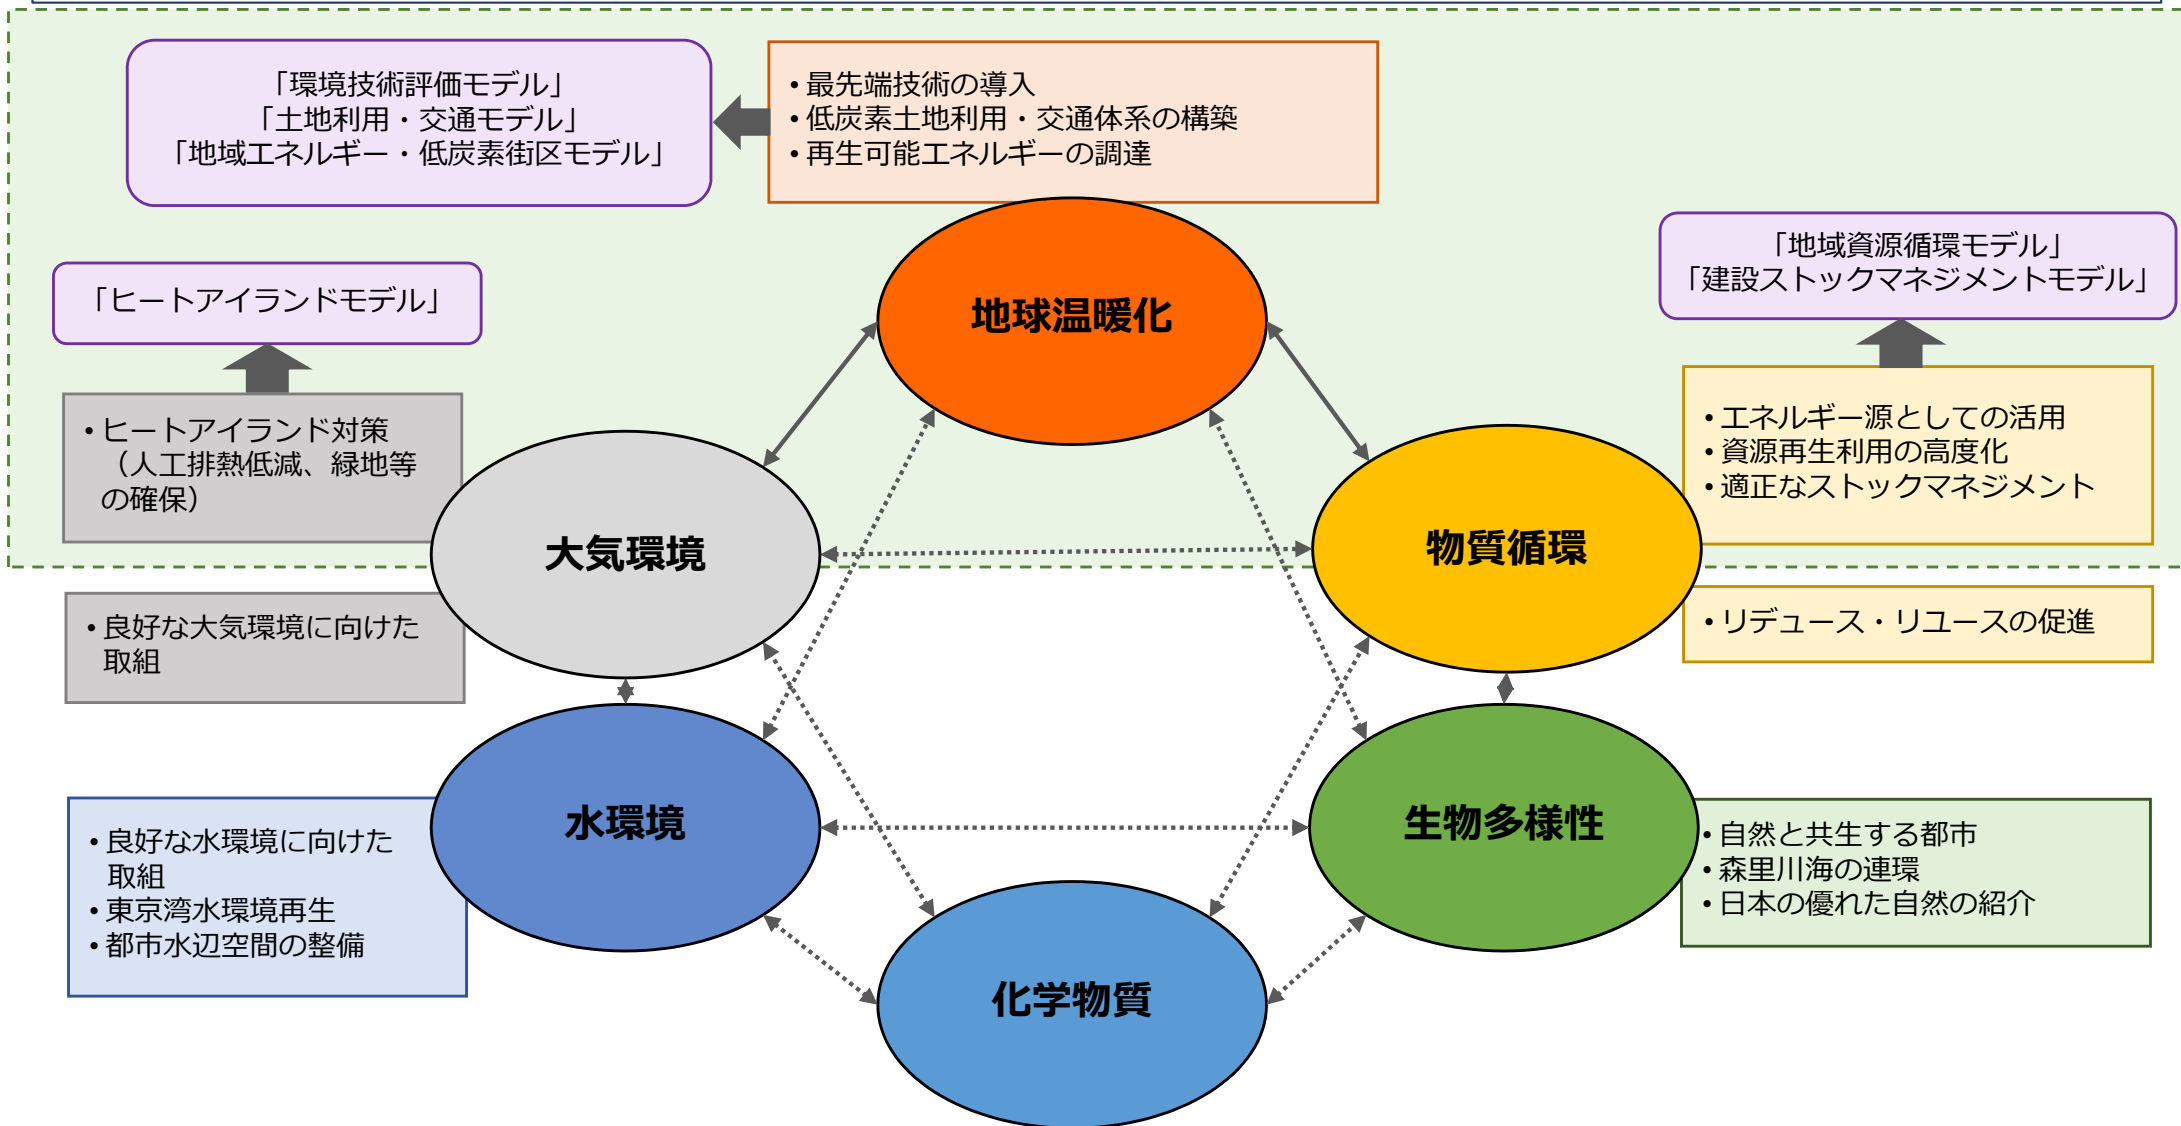 「環境技術評価モデル」
「土地利用・交通モデル」
「地域エネルギー・低炭素街区モデル」
• 最先端技術の導入
• 低炭素土地利用・交通体系の構築
• 再生可能エネルギーの調達
「ヒートアイランドモデル」
「地域資源循環モデル」
「建設ストックマネジメントモデル」
地球温暖化
• ヒートアイランド対策
（人工排熱低減、緑地等
の確保）
• エネルギー源としての活用
• 資源再生利用の高度化
• 適正なストックマネジメント
大気環境
物質循環
• 良好な大気環境に向けた
取組
• リデュース・リユースの促進
水環境
生物多様性
• 良好な水環境に向けた
取組
• 東京湾水環境再生
• 都市水辺空間の整備
• 自然と共生する都市
• 森里川海の連環
• 日本の優れた自然の紹介
化学物質